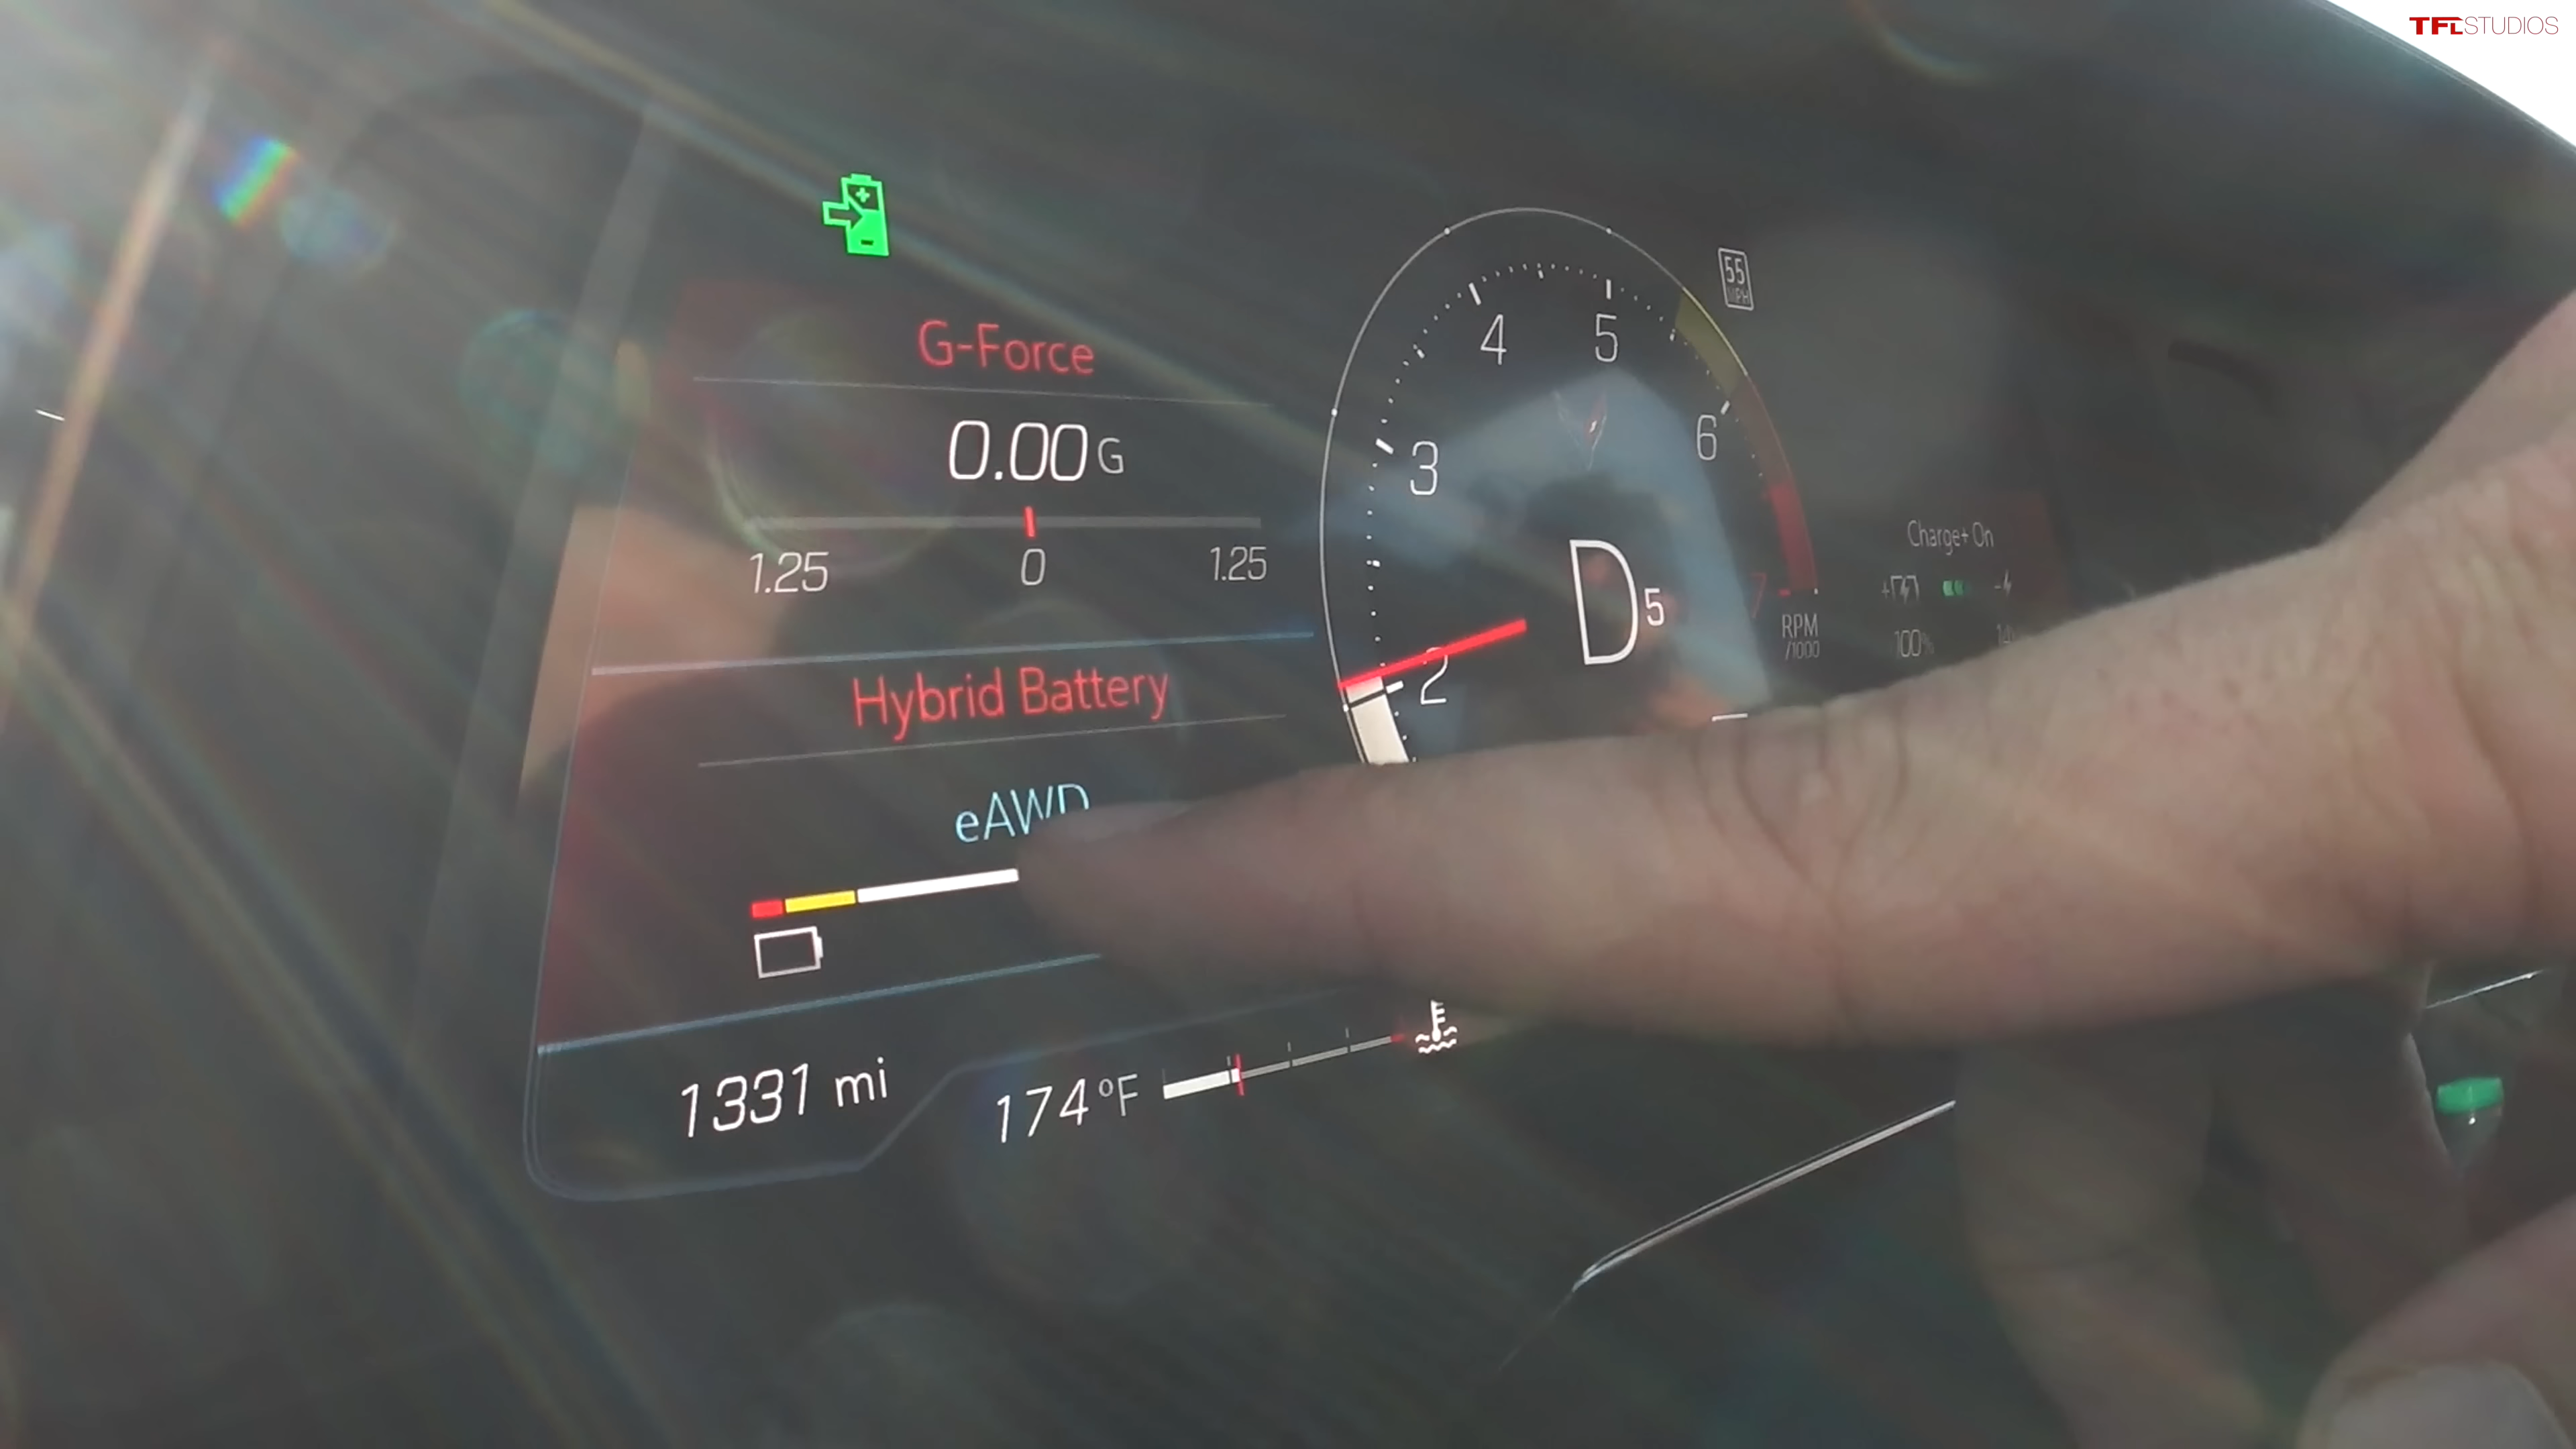 TFLSTUDIOS
55
MPH
G-Force
0.00 G
1.25 0 1.25
4 5
3 6
2 7
D5
RPM
/1000
Charge+ On
100%
Hybrid Battery
eAWD
1331 mi
174°F